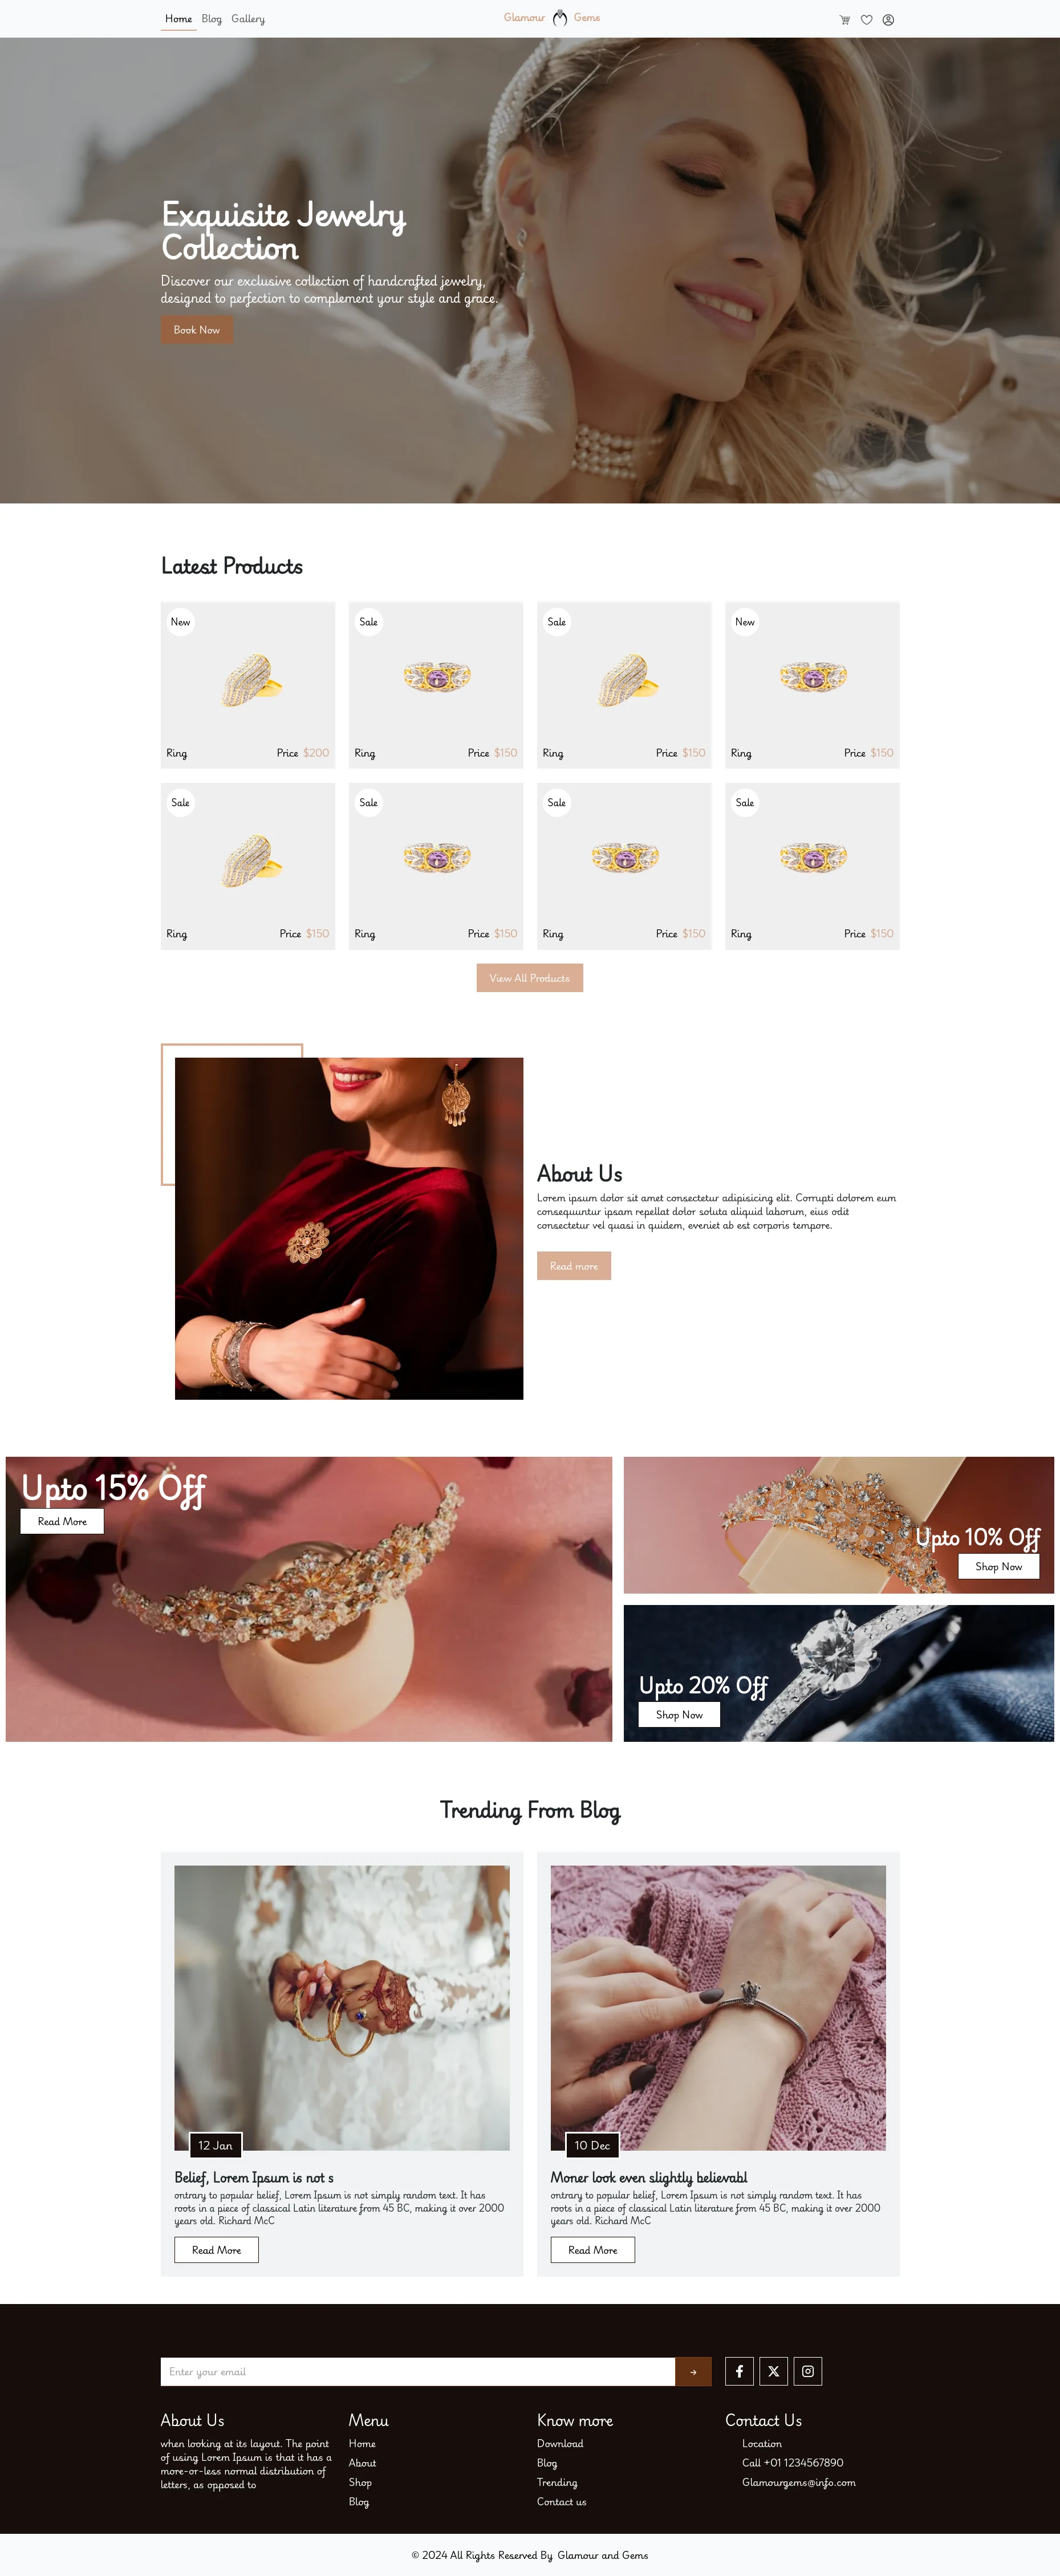 Home Blog Gallery
Glamour Gems
Exquisite Jewelry
Collection
Discover our exclusive collection of handcrafted jewelry,
designed to perfection to complement your style and grace.
Book Now
Latest Products
New
Ring Price $200
Sale
Ring Price $150
Sale
Ring Price $150
New
Ring Price $150
Sale
Ring Price $150
Sale
Ring Price $150
Sale
Ring Price $150
Sale
Ring Price $150
View All Products
About Us
Lorem ipsum dolor sit amet consectetur adipisicing elit. Corrupti dolorem eum
consequuntur ipsam repellat dolor soluta aliquid laborum, eius odit
consectetur vel quasi in quidem, eveniet ab est corporis tempore.
Read more
Upto 15% Off
Read More
Upto 10% Off
Shop Now
Upto 20% Off
Shop Now
Trending From Blog
12 Jan
Belief, Lorem Ipsum is not s
ontrary to popular belief, Lorem Ipsum is not simply random text. It has
roots in a piece of classical Latin literature from 45 BC, making it over 2000
years old. Richard McC
Read More
10 Dec
Moner look even slightly believabl
ontrary to popular belief, Lorem Ipsum is not simply random text. It has
roots in a piece of classical Latin literature from 45 BC, making it over 2000
years old. Richard McC
Read More
Enter your email
→
About Us
when looking at its layout. The point
of using Lorem Ipsum is that it has a
more-or-less normal distribution of
letters, as opposed to
Menu
Home
About
Shop
Blog
Know more
Download
Blog
Trending
Contact us
Contact Us
Location
Call +01 1234567890
Glamourgems@info.com
© 2024 All Rights Reserved By Glamour and Gems